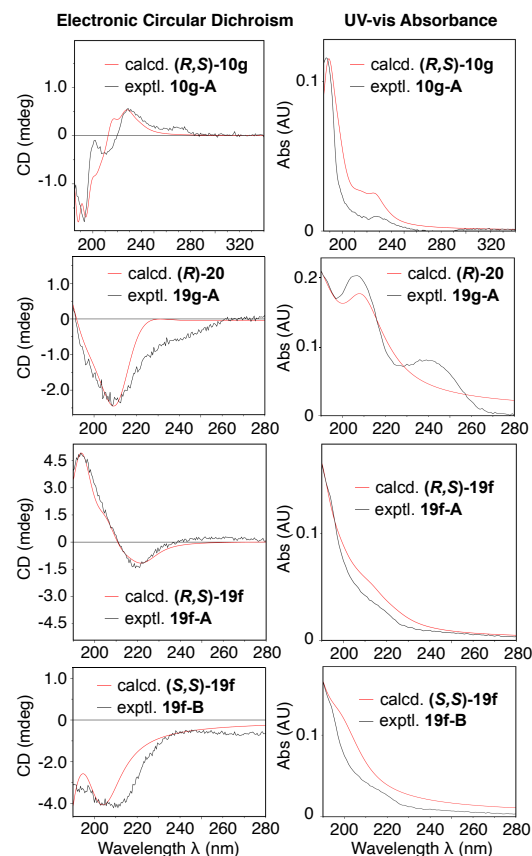 Electronic Circular Dichroism
UV-vis Absorbance
CD (mdeg)
1.0
0
-1.0
calcd. (R,S)-10g
exptl. 10g-A
200 240 280 320
Abs (AU)
0.1
0
calcd. (R,S)-10g
exptl. 10g-A
200 240 280 320
CD (mdeg)
1.0
0
-1.0
-2.0
calcd. (R)-20
exptl. 19g-A
200 220 240 260 280
Abs (AU)
0.2
0.1
0
calcd. (R)-20
exptl. 19g-A
200 220 240 260 280
CD (mdeg)
4.5
3.0
1.5
0
-1.5
-3.0
-4.5
calcd. (R,S)-19f
exptl. 19f-A
200 220 240 260 280
Abs (AU)
0.1
0
calcd. (R,S)-19f
exptl. 19f-A
200 220 240 260 280
CD (mdeg)
2.0
0
-2.0
-4.0
calcd. (S,S)-19f
exptl. 19f-B
200 220 240 260 280
Wavelength λ (nm)
Abs (AU)
0.1
0
calcd. (S,S)-19f
exptl. 19f-B
200 220 240 260 280
Wavelength λ (nm)